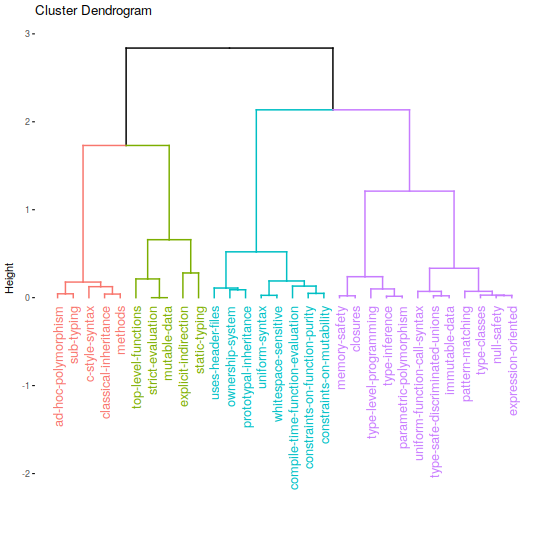 Cluster Dendrogram
3
2
1
0
-1
-2
Height
ad-hoc-polymorphism
sub-typing
c-style-syntax
classical-inheritance
methods
top-level-functions
strict-evaluation
mutable-data
explicit-indirection
static-typing
uses-header-files
ownership-system
prototypal-inheritance
uniform-syntax
whitespace-sensitive
compile-time-function-evaluation
constraints-on-function-purity
constraints-on-mutability
memory-safety
closures
type-level-programming
type-inference
parametric-polymorphism
uniform-function-call-syntax
type-safe-discriminated-unions
immutable-data
pattern-matching
type-classes
null-safety
expression-oriented